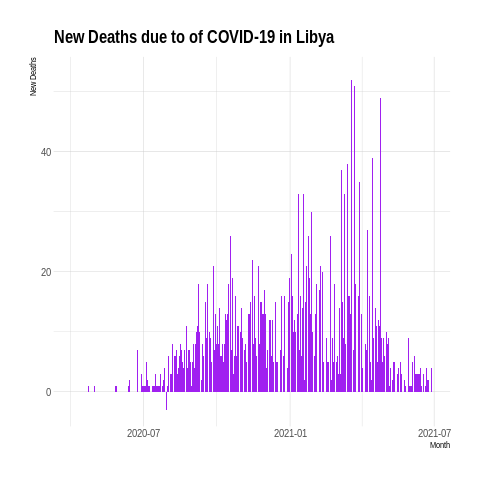 New Deaths due to of COVID-19 in Libya
New Deaths
40
20
0
2020-07
2021-01
2021-07
Month